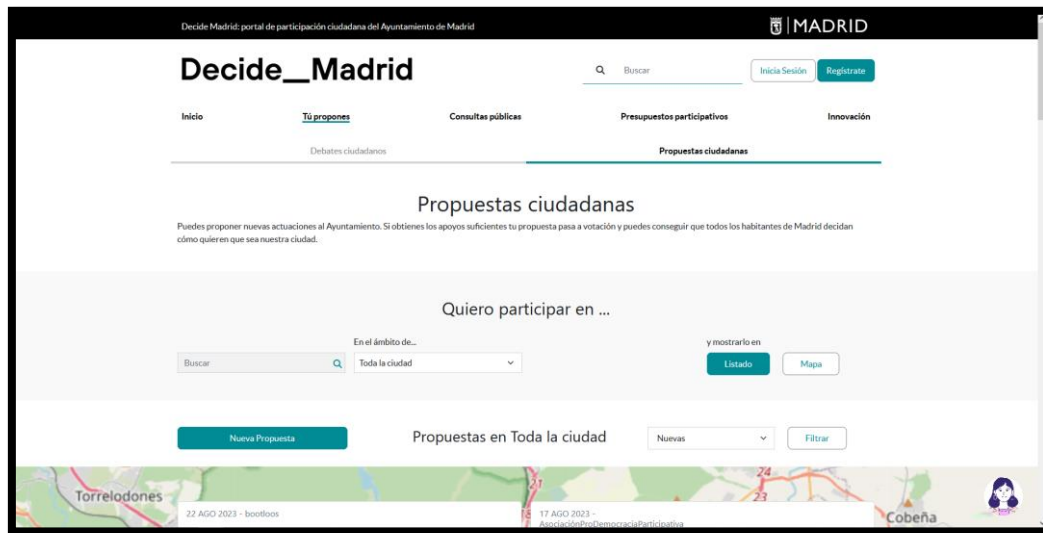 Decide Madrid: portal de participación ciudadana del Ayuntamiento de Madrid
MADRID
Decide__Madrid
Buscar
Inicia Sesión
Regístrate
Inicio
Tú propones
Consultas públicas
Presupuestos participativos
Innovación
Debates ciudadanos
Propuestas ciudadanas
Propuestas ciudadanas
Puedes proponer nuevas actuaciones al Ayuntamiento. Si obtienes los apoyos suficientes tu propuesta pasa a votación y puedes conseguir que todos los habitantes de Madrid decidan
cómo quieren que sea nuestra ciudad.
Quiero participar en ...
En el ámbito de...
y mostrarlo en
Buscar
Toda la ciudad
Listado
Mapa
Nueva Propuesta
Propuestas en Toda la ciudad
Nuevas
Filtrar
Torrelodones
21
24
23
Cobeña
22 AGO 2023 - bootloos
17 AGO 2023 -
AsociaciónProDemocraciaParticipativa